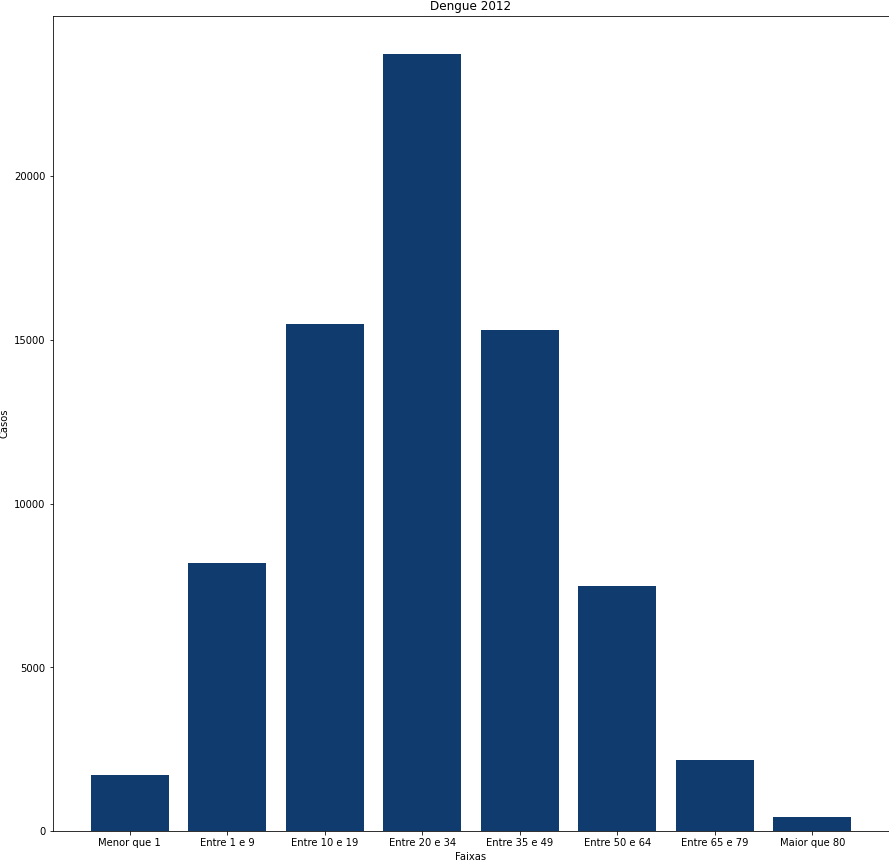 Dengue 2012
20000
15000
10000
5000
0
Casos
Menor que 1
Entre 1 e 9
Entre 10 e 19
Entre 20 e 34
Entre 35 e 49
Entre 50 e 64
Entre 65 e 79
Maior que 80
Faixas